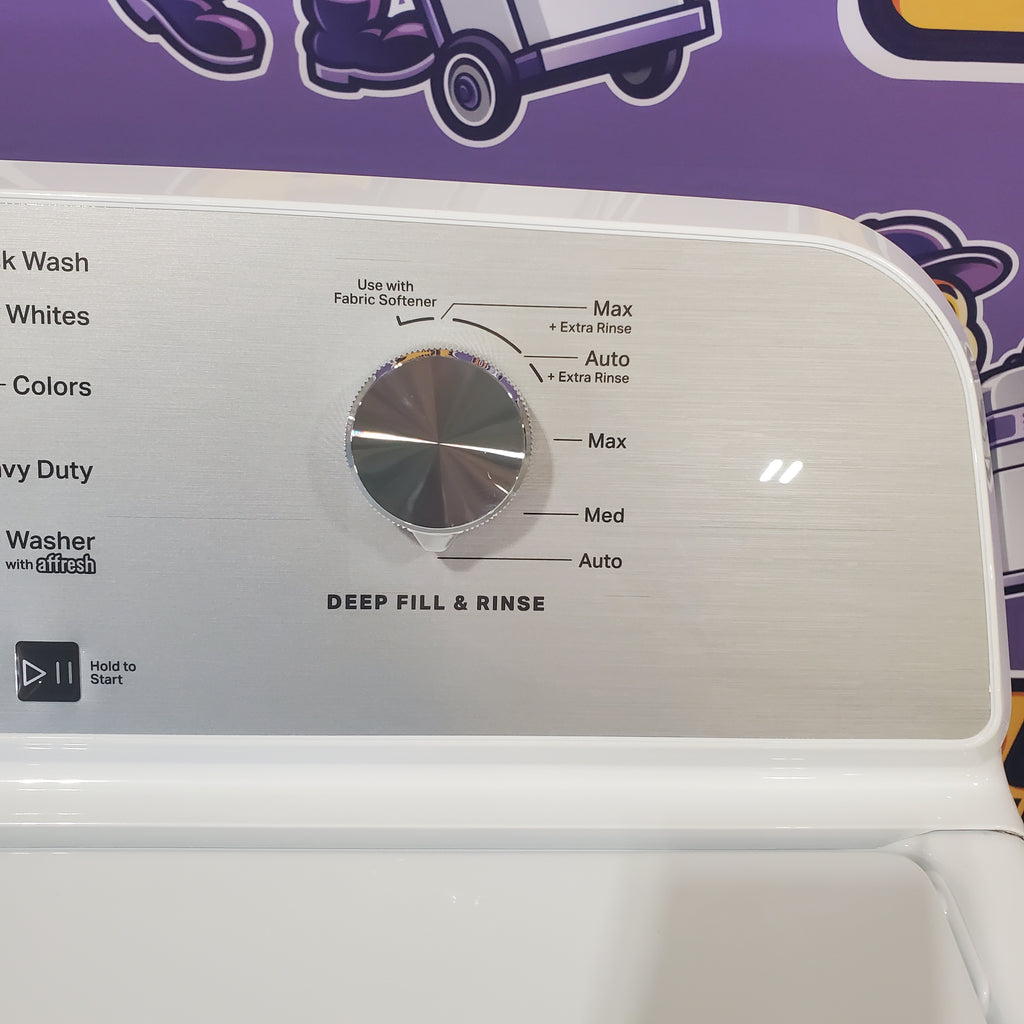 k Wash
Whites
Colors
vy Duty
Washer
with affresh
Hold to
Start
Use with
Fabric Softener
Max
+ Extra Rinse
Auto
+ Extra Rinse
Max
Med
Auto
DEEP FILL & RINSE